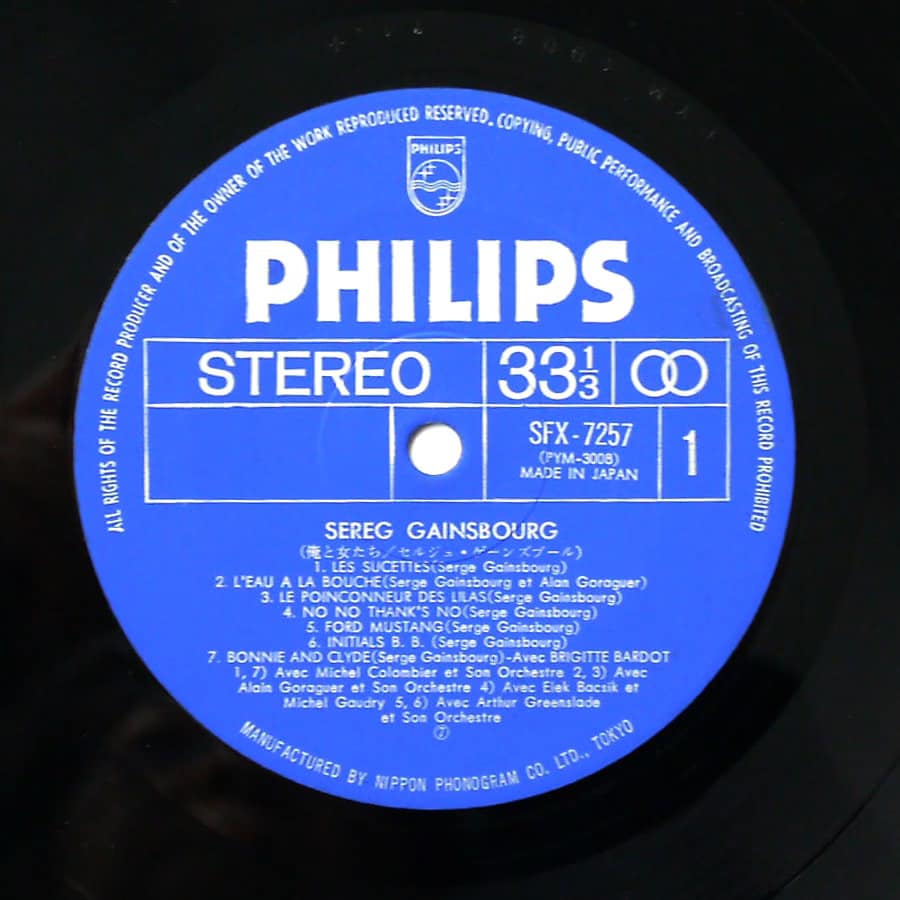 ALL RIGHTS OF THE RECORD PRODUCER AND OF THE OWNER OF THE WORK REPRODUCED RESERVED. COPYING, PUBLIC PERFORMANCE AND BROADCASTING OF THIS RECORD PROHIBITED
PHILIPS
PHILIPS
STEREO 33 1/3
SFX-7257 1
(PYM-3008)
MADE IN JAPAN
SEREG GAINSBOURG
(俺と女たち/セルジュ・ゲーンズブール)
1. LES SUCETTES(Serge Gainsbourg)
2. L'EAU A LA BOUCHE(Serge Gainsbourg et Alan Goraguer)
3. LE POINCONNEUR DES LILAS(Serge Gainsbourg)
4. NO NO THANK'S NO(Serge Gainsbourg)
5. FORD MUSTANG(Serge Gainsbourg)
6. INITIALS B. B. (Serge Gainsbourg)
7. BONNIE AND CLYDE(Serge Gainsbourg)-Avec BRIGITTE BARDOT
1, 7) Avec Michel Colombier et Son Orchestre 2, 3) Avec
Alain Goraguer et Son Orchestre 4) Avec Elek Bacsik et
Michel Gaudry 5, 6) Avec Arthur Greenslade
et Son Orchestre
②
MANUFACTURED BY NIPPON PHONOGRAM CO. LTD., TOKYO